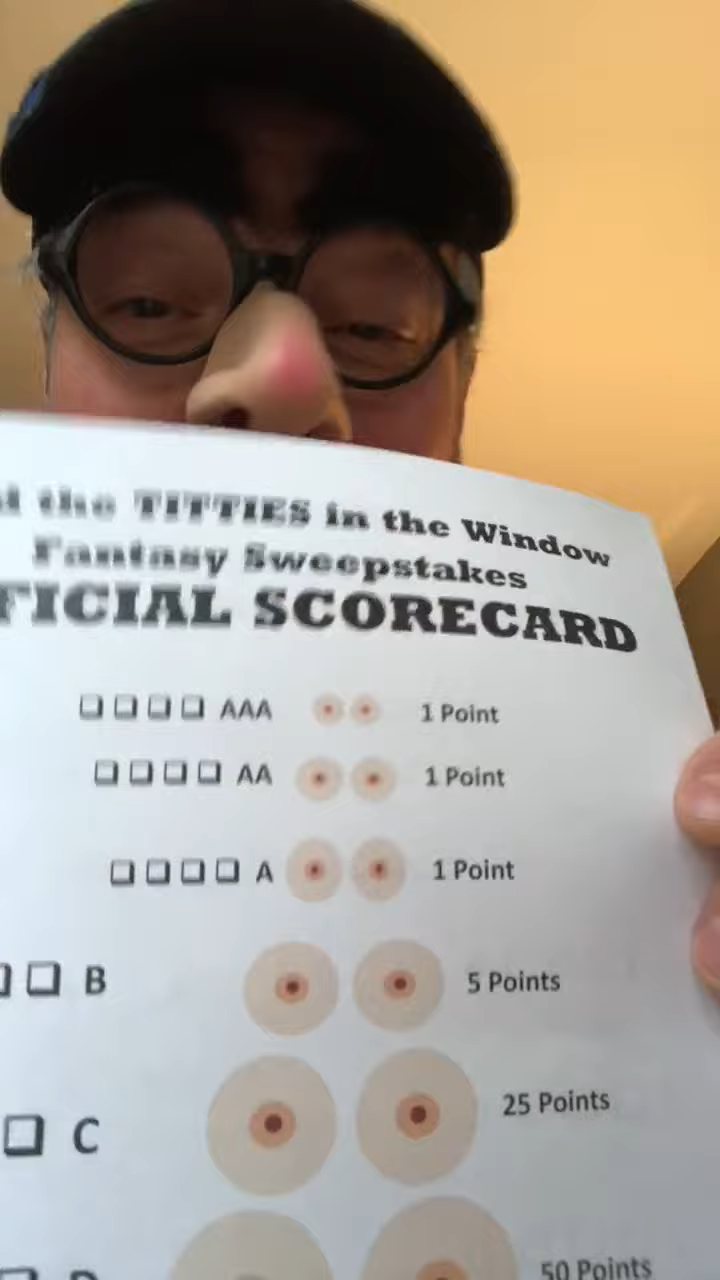 the TITTIES in the Window
Fantasy Sweepstakes
FICIAL SCORECARD
❏ ❏ ❏ ❏ AAA 1 Point
❏ ❏ ❏ ❏ AA 1 Point
❏ ❏ ❏ ❏ A 1 Point
❏ ❏ B 5 Points
❏ C 25 Points
❏ D 50 Points